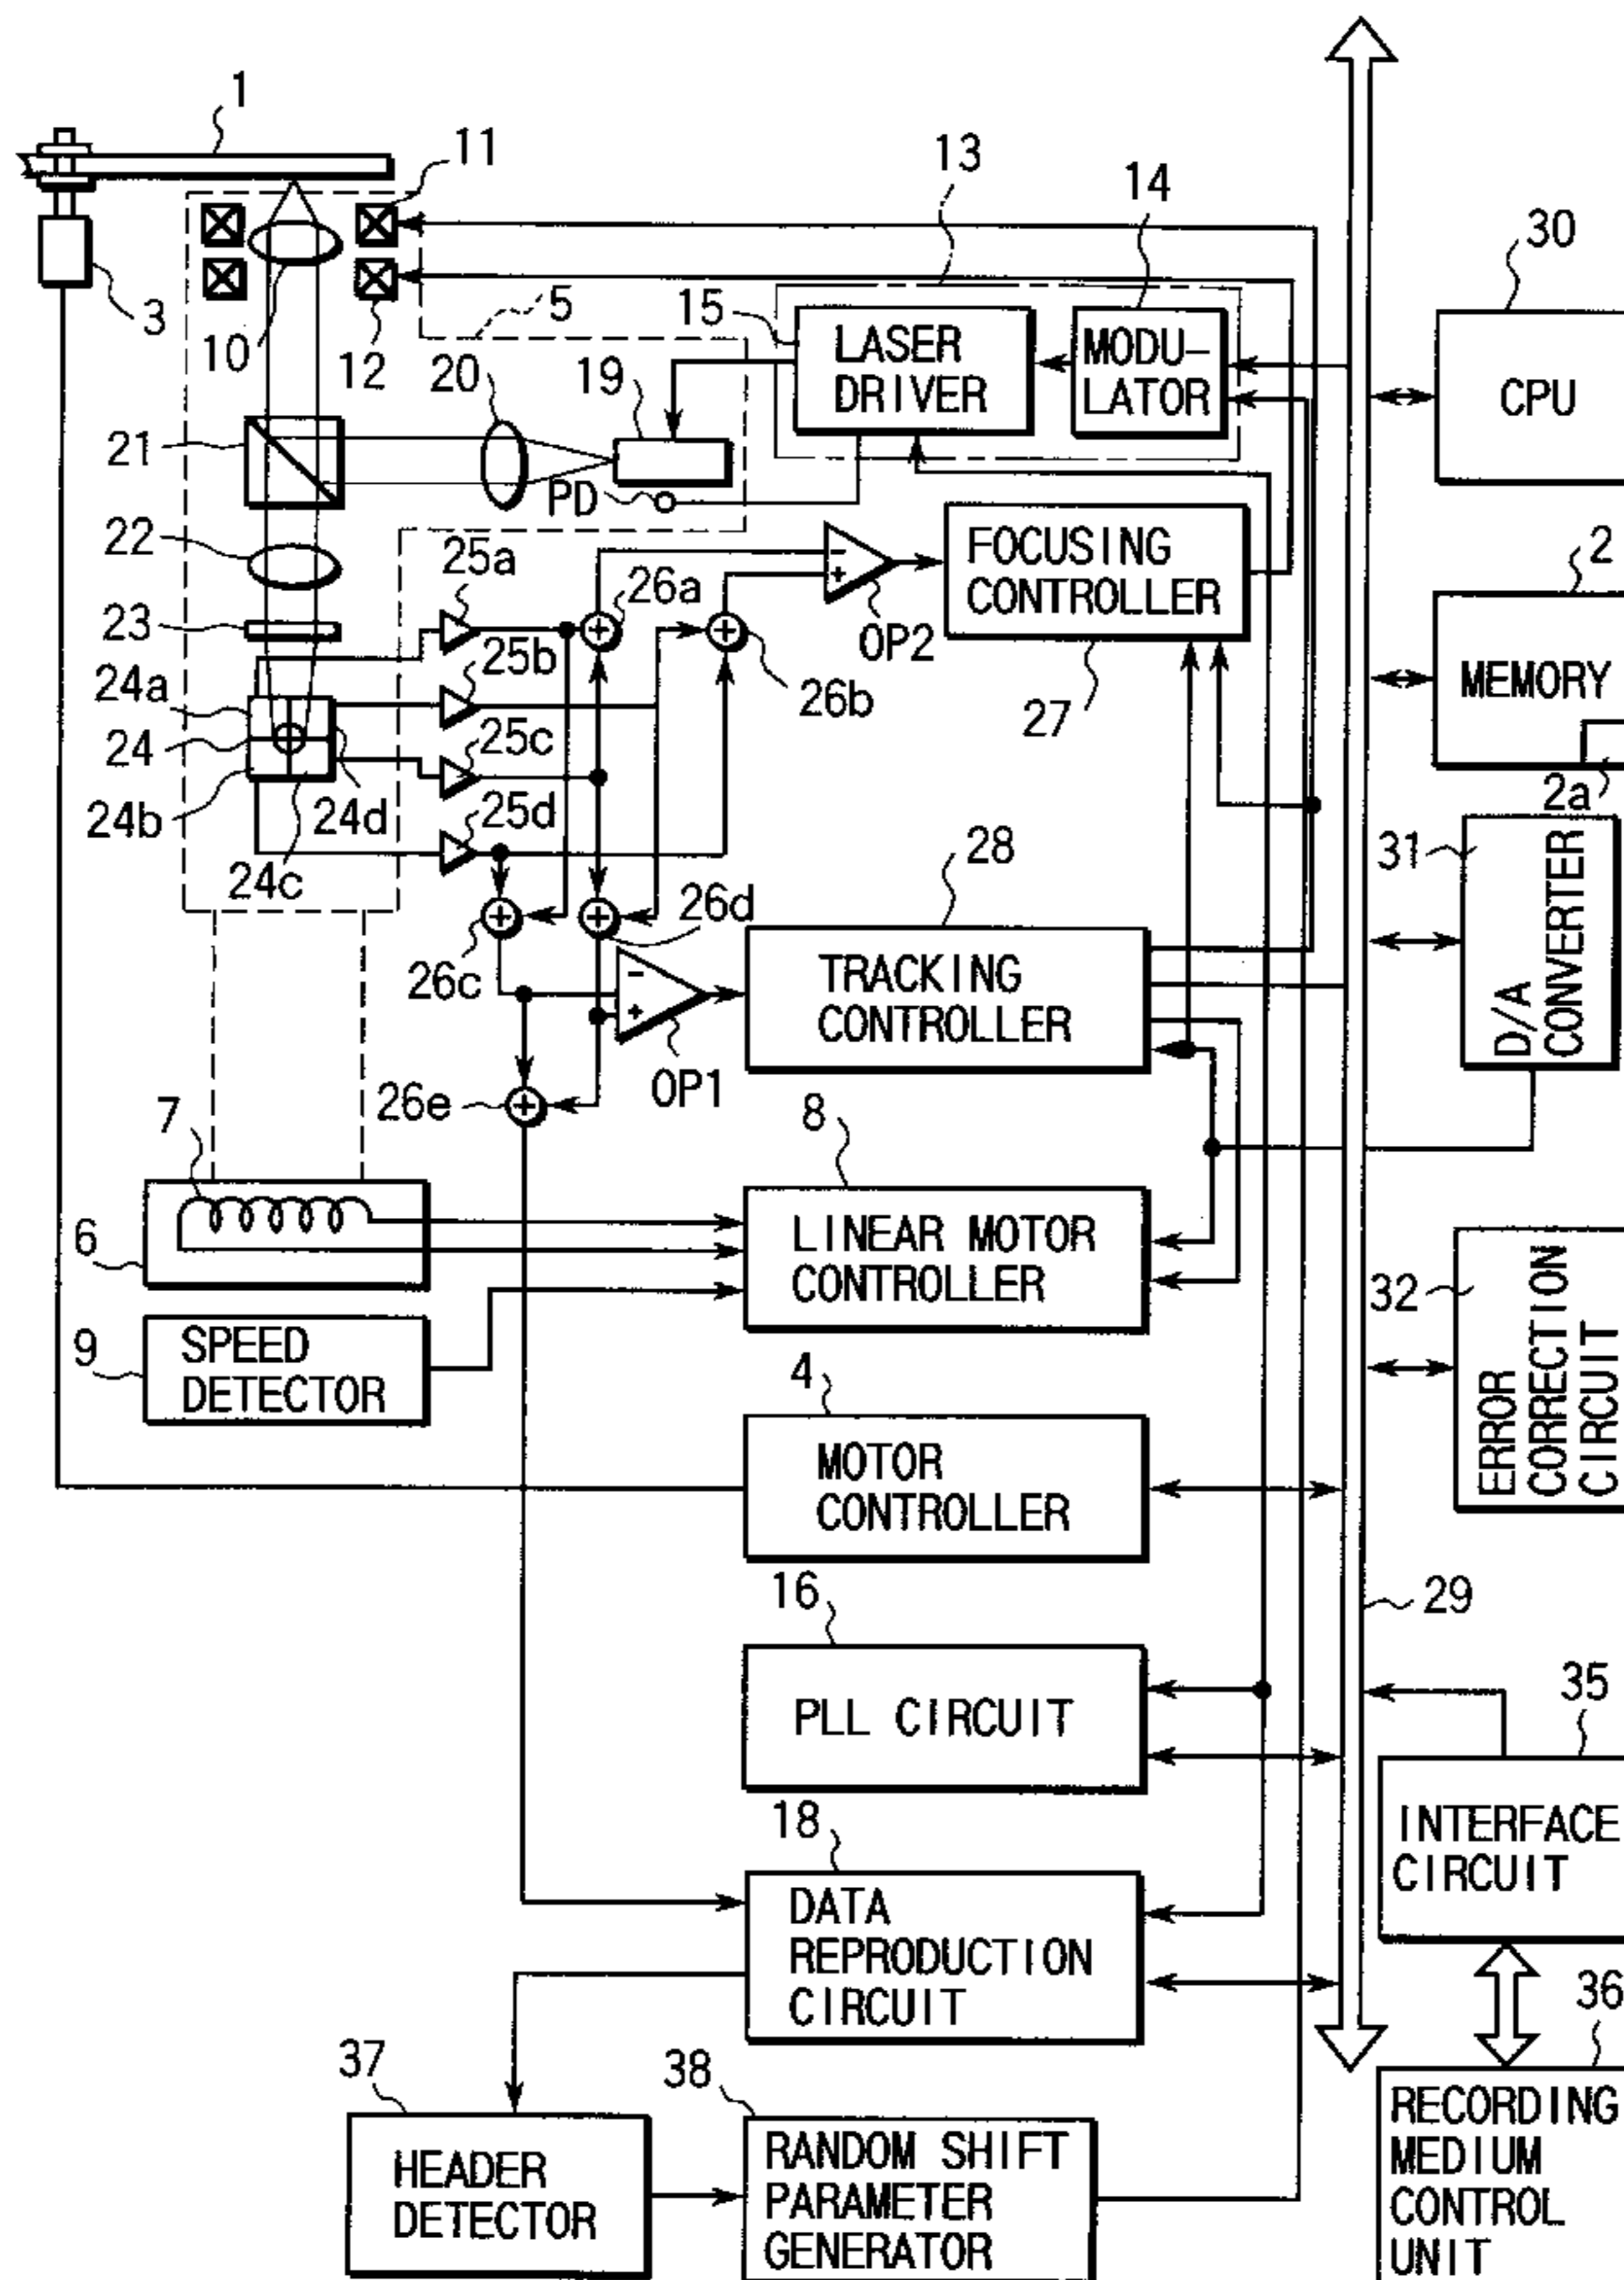 1
11
13
14
30
3
10
12
5
15
LASER
DRIVER
MODU-
LATOR
CPU
20
19
21
PD
22
25a
26a
FOCUSING
CONTROLLER
2
23
25b
OP2
24a
26b
27
MEMORY
24
25c
2a
24b
24d
25d
28
31
24c
26d
26c
TRACKING
CONTROLLER
D/A
CONVERTER
26e
OP1
7
8
6
LINEAR MOTOR
CONTROLLER
32
9
SPEED
DETECTOR
ERROR
CORRECTION
CIRCUIT
4
MOTOR
CONTROLLER
16
29
PLL CIRCUIT
35
18
INTERFACE
CIRCUIT
DATA
REPRODUCTION
CIRCUIT
36
37
38
HEADER
DETECTOR
RANDOM SHIFT
PARAMETER
GENERATOR
RECORDING
MEDIUM
CONTROL
UNIT
- +
+ + + + +
- +